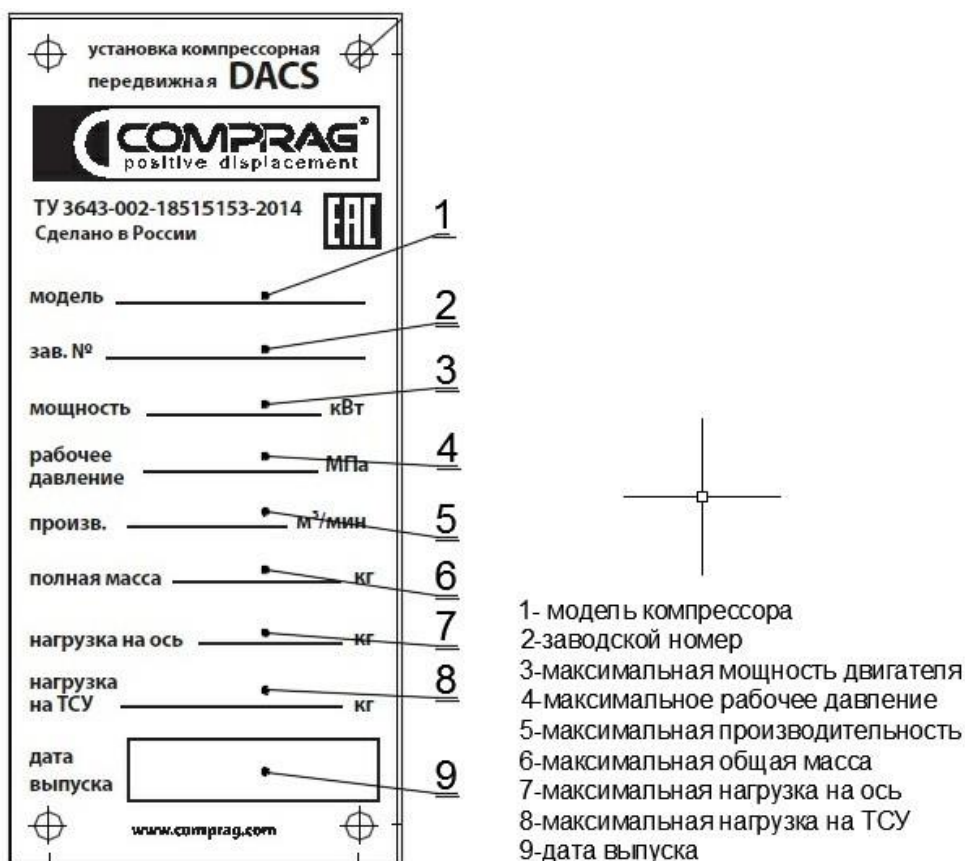 установка компрессорная
передвижная DACS
COMPRAG®
positive displacement
ТУ 3643-002-18515153-2014
Сделано в России
EAC
1
модель
2
зав. №
3
мощность кВт
4
рабочее
давление МПа
5
произв. м³/мин
6
полная масса кг
7
нагрузка на ось кг
8
нагрузка
на ТСУ кг
9
дата
выпуска
www.comprag.com
1- модель компрессора
2-заводской номер
3-максимальная мощность двигателя
4-максимальное рабочее давление
5-максимальная производительность
6-максимальная общая масса
7-максимальная нагрузка на ось
8-максимальная нагрузка на ТСУ
9-дата выпуска